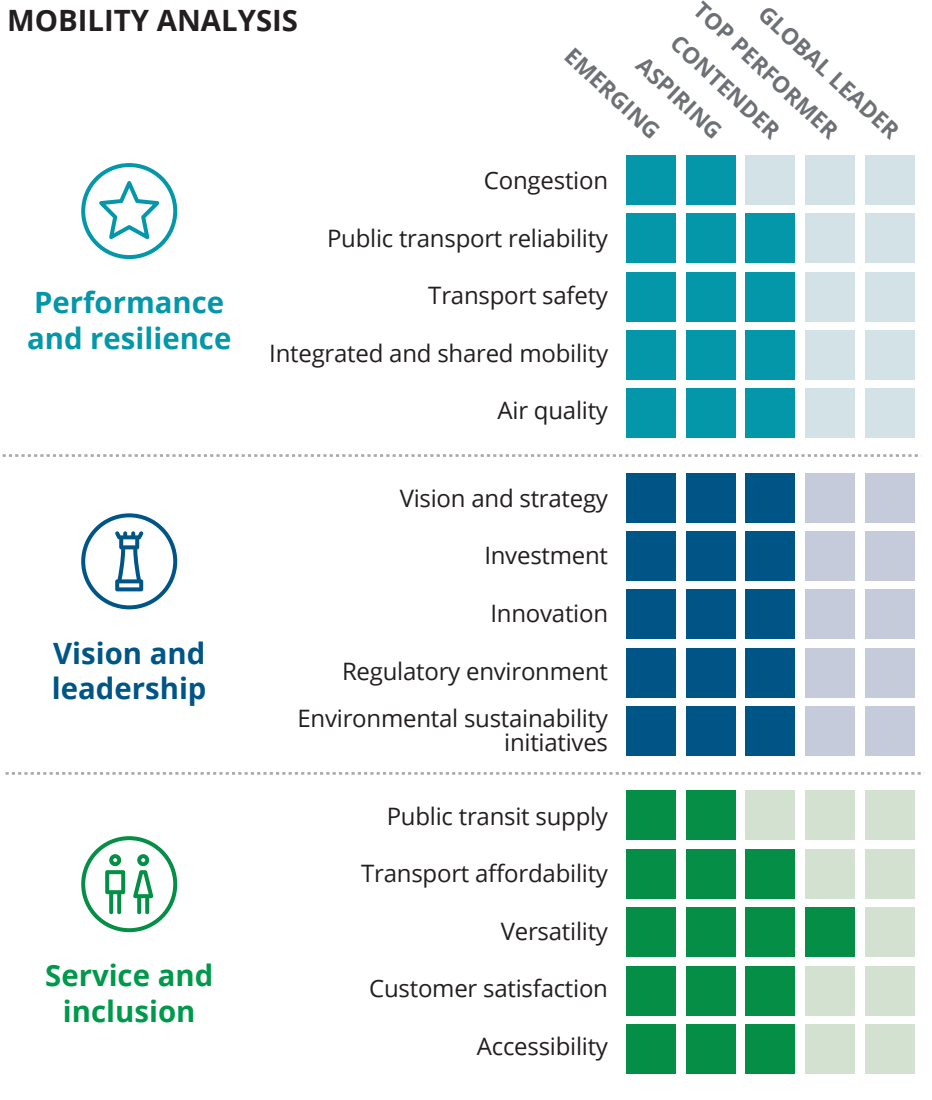 MOBILITY ANALYSIS
EMERGING
ASPIRING
CONTENDER
TOP PERFORMER
GLOBAL LEADER
Performance
and resilience
Congestion
Public transport reliability
Transport safety
Integrated and shared mobility
Air quality
Vision and
leadership
Vision and strategy
Investment
Innovation
Regulatory environment
Environmental sustainability
initiatives
Service and
inclusion
Public transit supply
Transport affordability
Versatility
Customer satisfaction
Accessibility